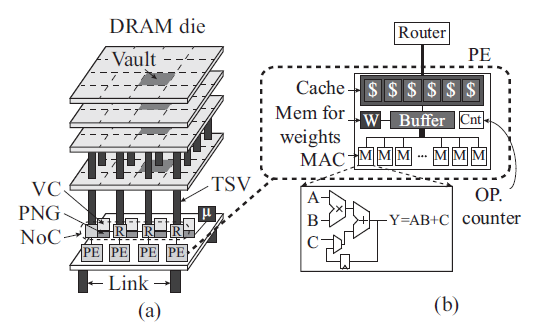 DRAM die
Vault
VC
PNG
NoC
TSV
μ
R R R R
PE PE PE PE
Link
(a)
Router
PE
Cache
$ $ $ $ $ $
Mem for
weights
W
Buffer
Cnt
MAC
M M M ... M M M
OP.
counter
A
B
C
×
+
Y=AB+C
(b)